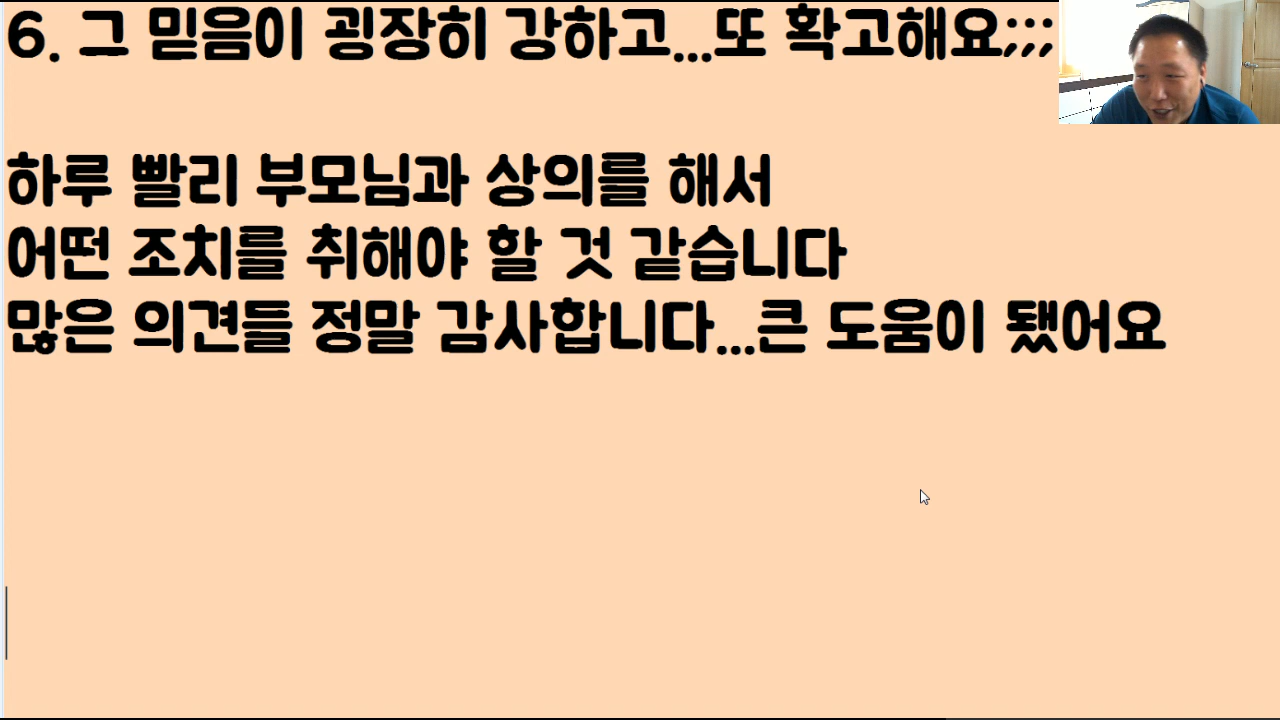 6. 그 믿음이 굉장히 강하고...또 확고해요;;;
하루 빨리 부모님과 상의를 해서
어떤 조치를 취해야 할 것 같습니다
많은 의견들 정말 감사합니다...큰 도움이 됐어요